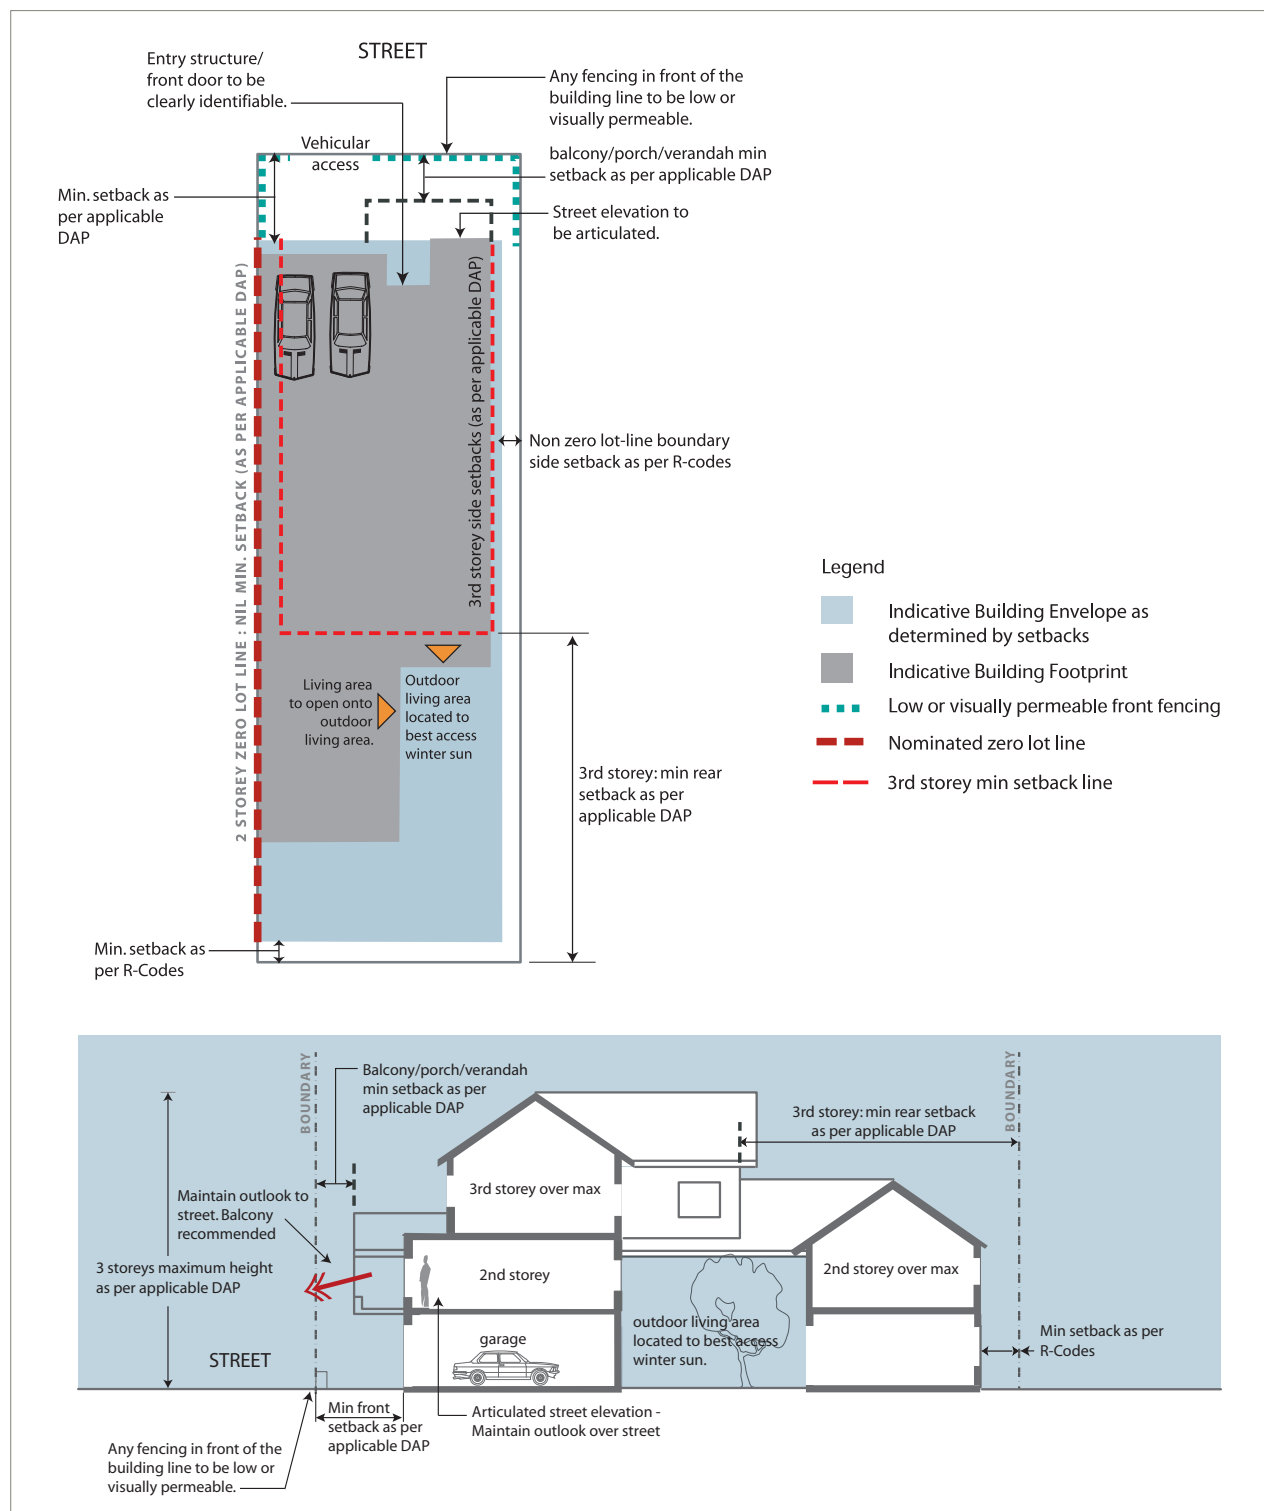 STREET
Entry structure/
front door to be
clearly identifiable.
Any fencing in front of the
building line to be low or
visually permeable.
Vehicular
access
balcony/porch/verandah min
setback as per applicable DAP
Min. setback as
per applicable
DAP
Street elevation to
be articulated.
2 STOREY ZERO LOT LINE : NIL MIN. SETBACK (AS PER APPLICABLE DAP)
3rd storey side setbacks (as per applicable DAP)
Non zero lot-line boundary
side setback as per R-codes
Living area
to open onto
outdoor
living area.
Outdoor
living area
located to
best access
winter sun
3rd storey: min rear
setback as per
applicable DAP
Min. setback as
per R-Codes
Legend
Indicative Building Envelope as
determined by setbacks
Indicative Building Footprint
Low or visually permeable front fencing
Nominated zero lot line
3rd storey min setback line
BOUNDARY
Balcony/porch/verandah
min setback as per
applicable DAP
3rd storey: min rear setback
as per applicable DAP
BOUNDARY
Maintain outlook to
street. Balcony
recommended
3rd storey over max
3 storeys maximum height
as per applicable DAP
2nd storey
2nd storey over max
garage
outdoor living area
located to best access
winter sun.
Min setback as per
R-Codes
STREET
Min front
setback as per
applicable DAP
Articulated street elevation -
Maintain outlook over street
Any fencing in front of the
building line to be low or
visually permeable.